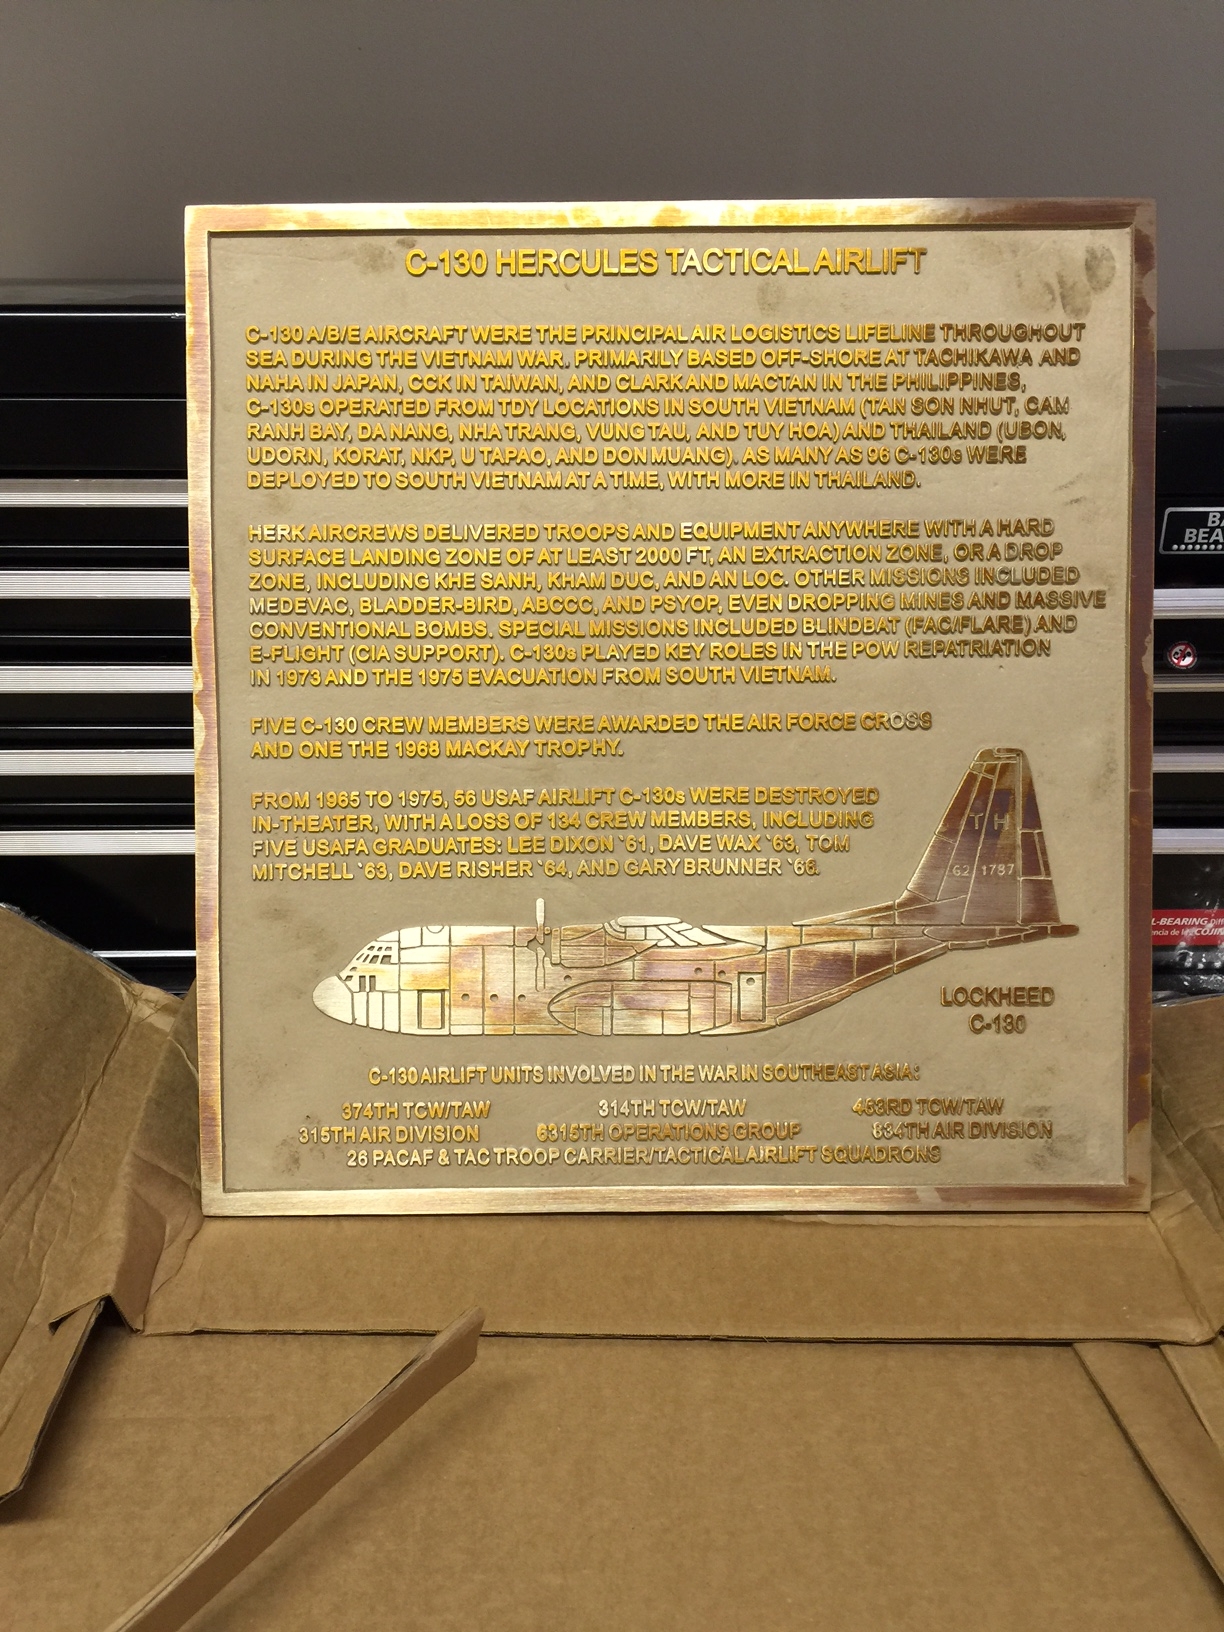 C-130 HERCULES TACTICAL AIRLIFT
C-130 A/B/E AIRCRAFT WERE THE PRINCIPAL AIR LOGISTICS LIFELINE THROUGHOUT
SEA DURING THE VIETNAM WAR. PRIMARILY BASED OFF-SHORE AT TACHIKAWA AND
NAHA IN JAPAN, CCK IN TAIWAN, AND CLARK AND MACTAN IN THE PHILIPPINES,
C-130s OPERATED FROM TDY LOCATIONS IN SOUTH VIETNAM (TAN SON NHUT, CAM
RANH BAY, DA NANG, NHA TRANG, VUNG TAU, AND TUY HOA) AND THAILAND (UBON,
UDORN, KORAT, NKP, U TAPAO, AND DON MUANG). AS MANY AS 96 C-130s WERE
DEPLOYED TO SOUTH VIETNAM AT A TIME, WITH MORE IN THAILAND.
HERK AIRCREWS DELIVERED TROOPS AND EQUIPMENT ANYWHERE WITH A HARD
SURFACE LANDING ZONE OF AT LEAST 2000 FT, AN EXTRACTION ZONE, OR A DROP
ZONE, INCLUDING KHE SANH, KHAM DUC, AND AN LOC. OTHER MISSIONS INCLUDED
MEDEVAC, BLADDER-BIRD, ABCCC, AND PSYOP, EVEN DROPPING MINES AND MASSIVE
CONVENTIONAL BOMBS. SPECIAL MISSIONS INCLUDED BLINDBAT (FAC/FLARE) AND
E-FLIGHT (CIA SUPPORT). C-130s PLAYED KEY ROLES IN THE POW REPATRIATION
IN 1973 AND THE 1975 EVACUATION FROM SOUTH VIETNAM.
FIVE C-130 CREW MEMBERS WERE AWARDED THE AIR FORCE CROSS
AND ONE THE 1968 MACKAY TROPHY.
FROM 1965 TO 1975, 56 USAF AIRLIFT C-130s WERE DESTROYED
IN-THEATER, WITH A LOSS OF 134 CREW MEMBERS, INCLUDING
FIVE USAFA GRADUATES: LEE DIXON `61, DAVE WAX `63, TOM
MITCHELL `63, DAVE RISHER `64, AND GARY BRUNNER `66.
TH
62 1787
LOCKHEED
C-130
C-130 AIRLIFT UNITS INVOLVED IN THE WAR IN SOUTHEAST ASIA:
374TH TCW/TAW 314TH TCW/TAW 463RD TCW/TAW
315TH AIR DIVISION 6315TH OPERATIONS GROUP 834TH AIR DIVISION
26 PACAF & TAC TROOP CARRIER/TACTICAL AIRLIFT SQUADRONS